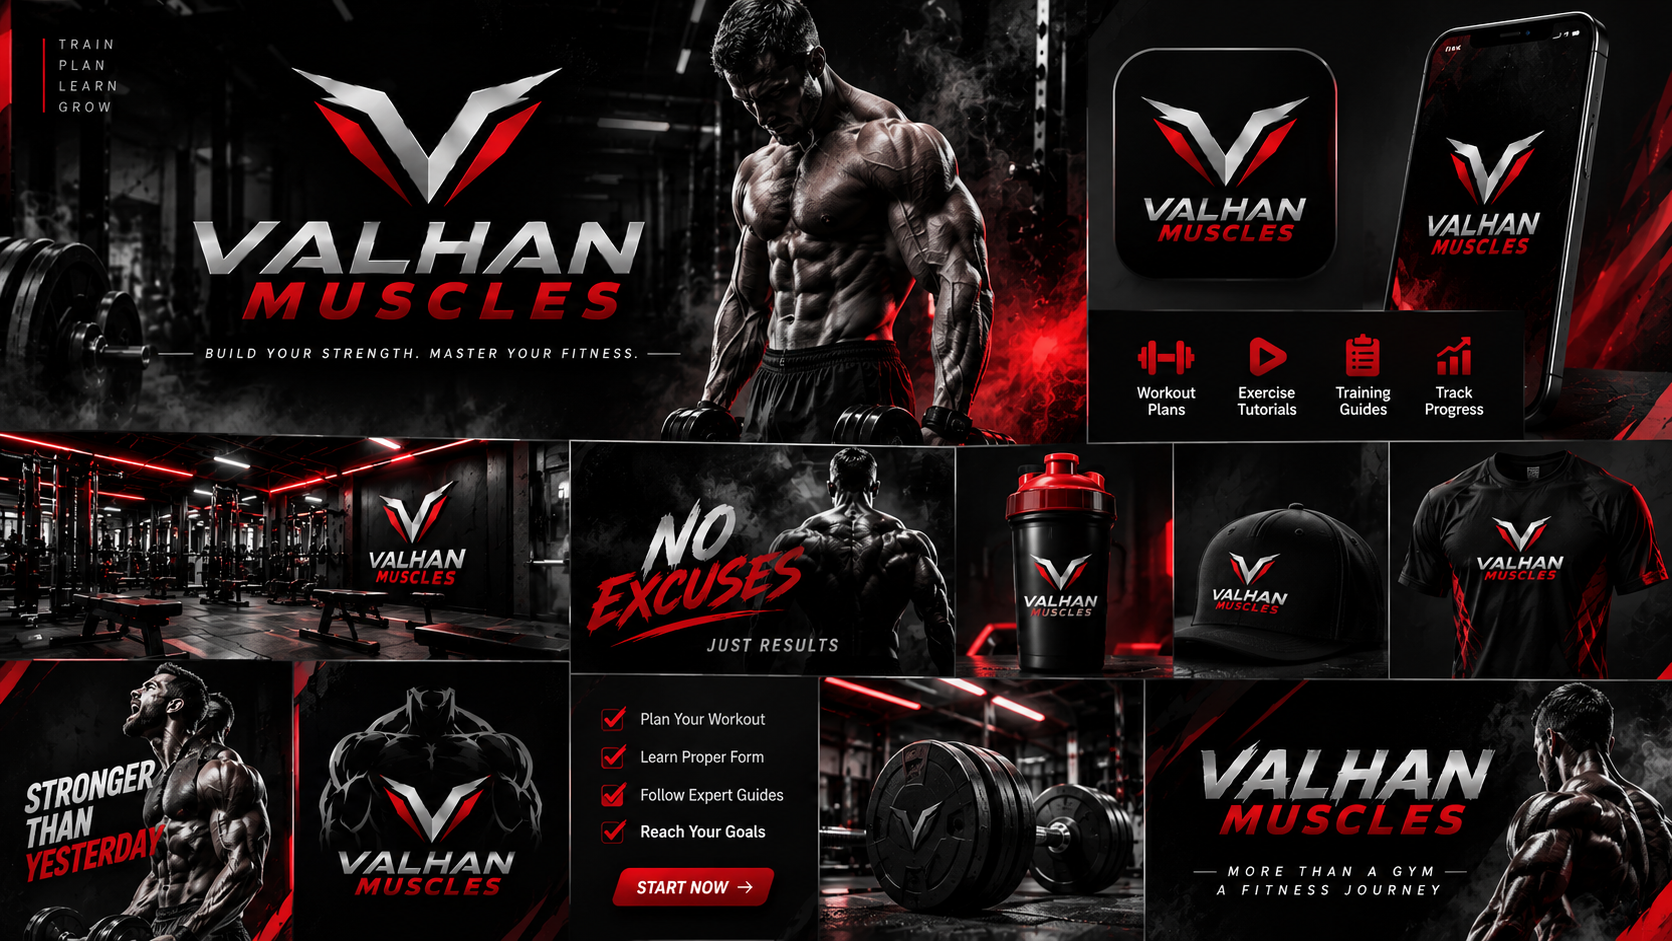 TRAIN
PLAN
LEARN
GROW
VALHAN
MUSCLES
BUILD YOUR STRENGTH. MASTER YOUR FITNESS.
VALHAN
MUSCLES
VALHAN
MUSCLES
Workout
Plans
Exercise
Tutorials
Training
Guides
Track
Progress
VALHAN
MUSCLES
NO
EXCUSES
JUST RESULTS
VALHAN
MUSCLES
VALHAN
MUSCLES
VALHAN
MUSCLES
STRONGER
THAN
YESTERDAY
VALHAN
MUSCLES
Plan Your Workout
Learn Proper Form
Follow Expert Guides
Reach Your Goals
START NOW →
VALHAN
MUSCLES
MORE THAN A GYM
A FITNESS JOURNEY